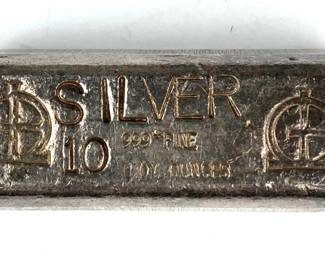 SILVER
10 999+ FINE
TROY OUNCES